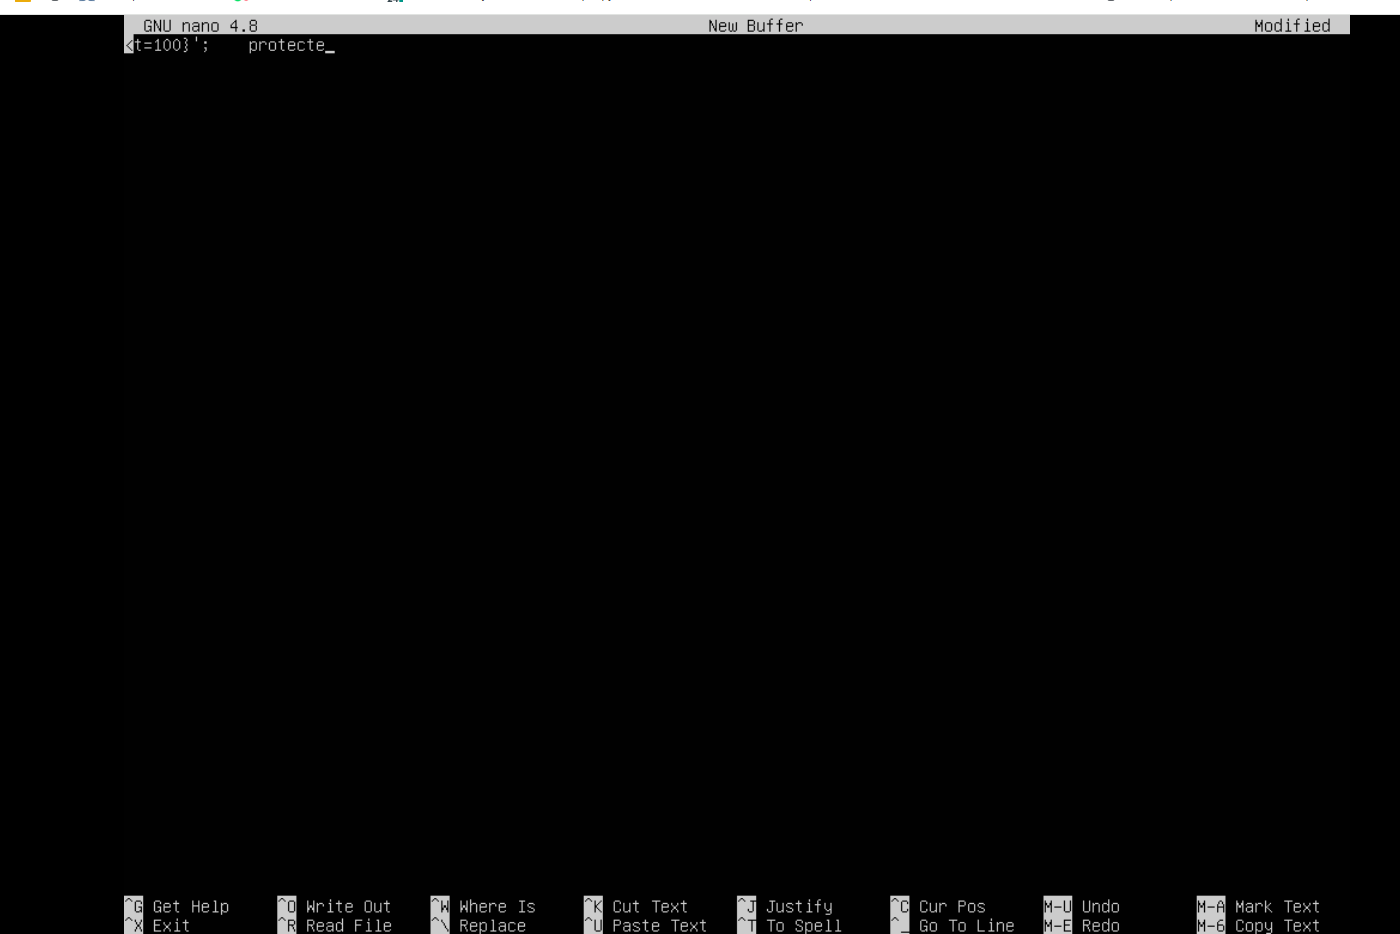 GNU nano 4.8 New Buffer Modified
<t=100}';    protecte_
^G Get Help ^O Write Out ^W Where Is ^K Cut Text ^J Justify ^C Cur Pos M-U Undo M-A Mark Text
^X Exit ^R Read File ^\ Replace ^U Paste Text ^T To Spell ^_ Go To Line M-E Redo M-6 Copy Text